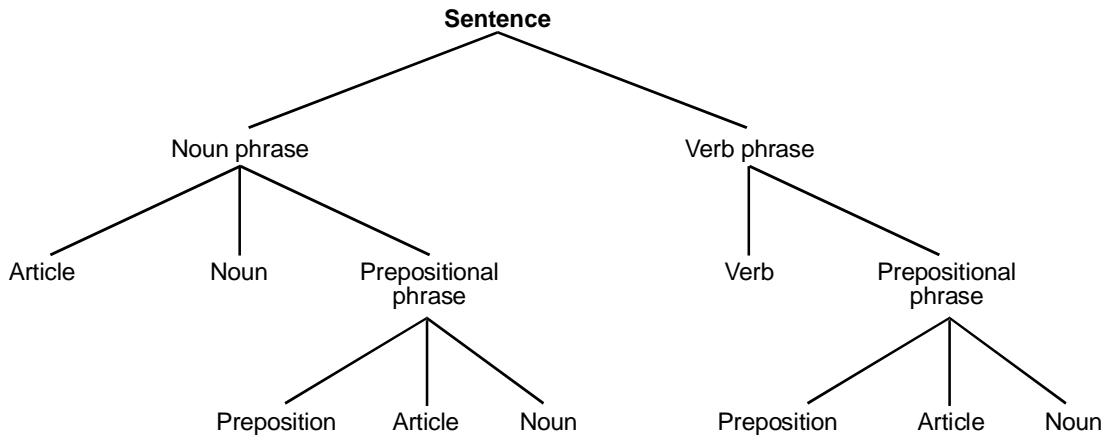 Sentence
Noun phrase
Verb phrase
Article
Noun
Prepositional
phrase
Verb
Prepositional
phrase
Preposition
Article
Noun
Preposition
Article
Noun